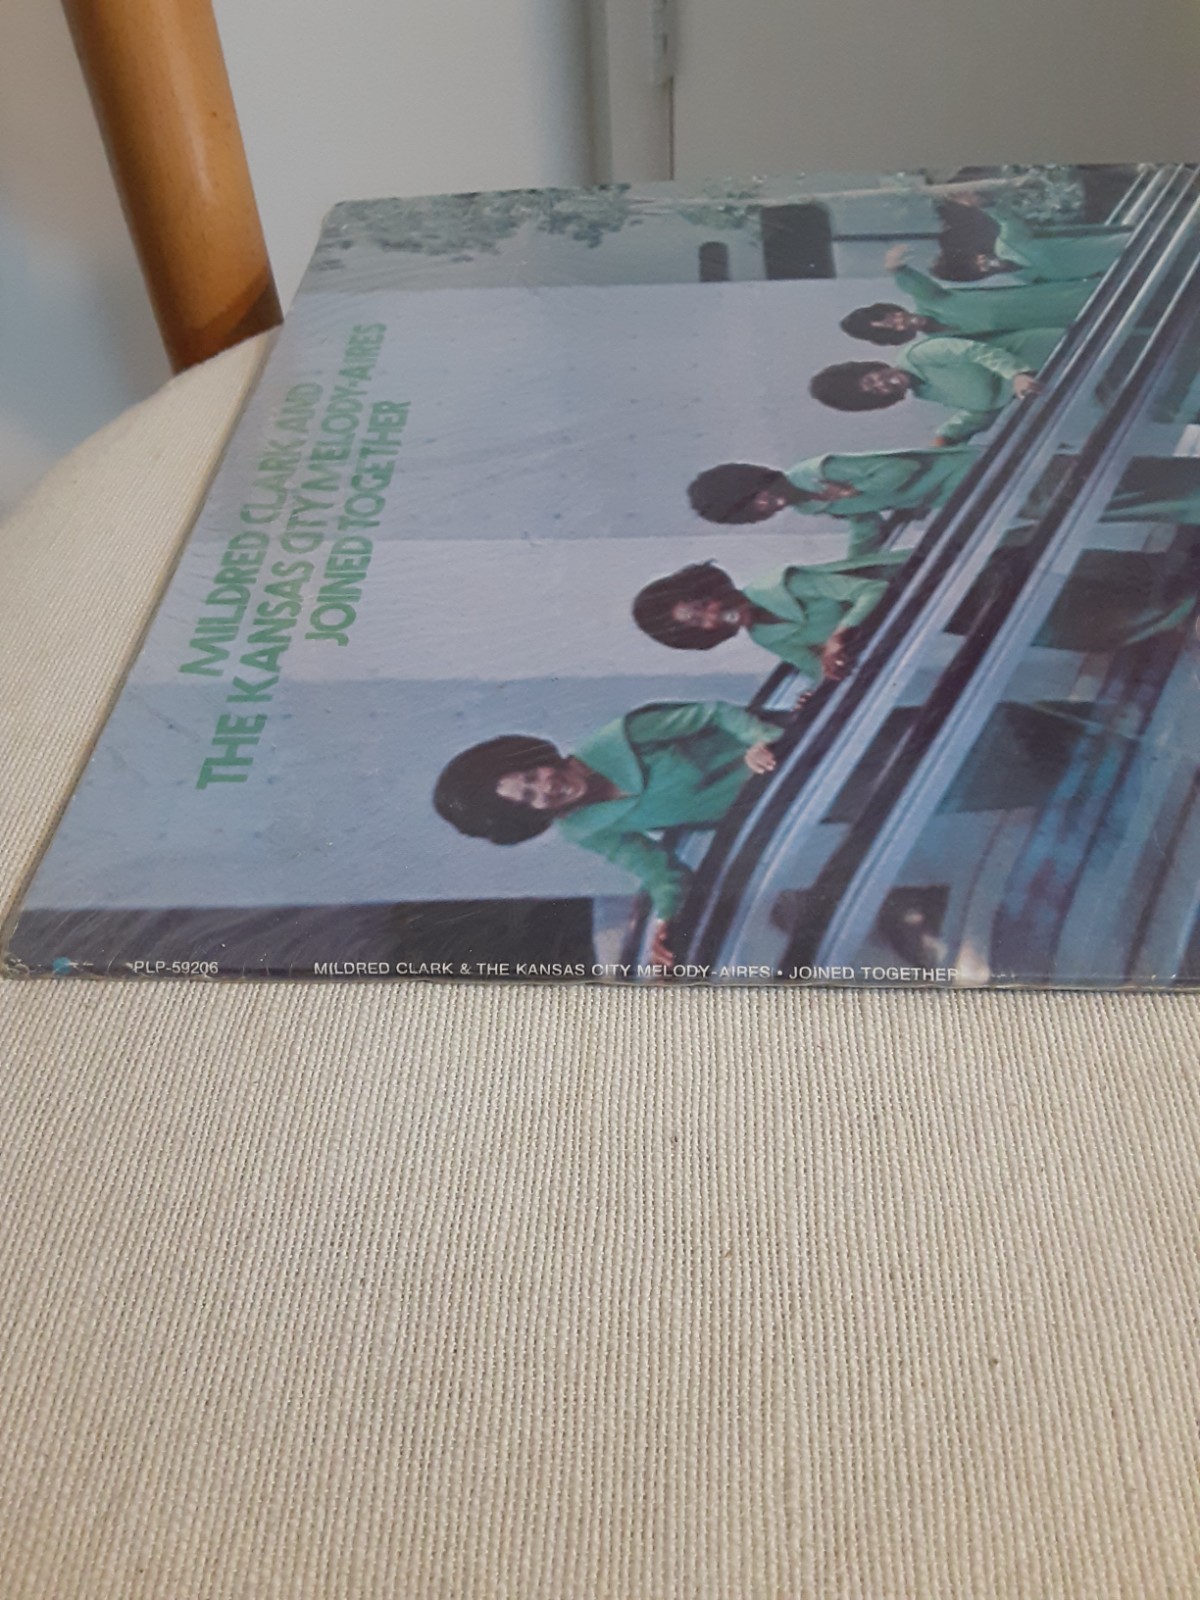 MILDRED CLARK AND
THE KANSAS CITY MELODY-AIRES
JOINED TOGETHER
PLP-59206
MILDRED CLARK & THE KANSAS CITY MELODY-AIRES • JOINED TOGETHER